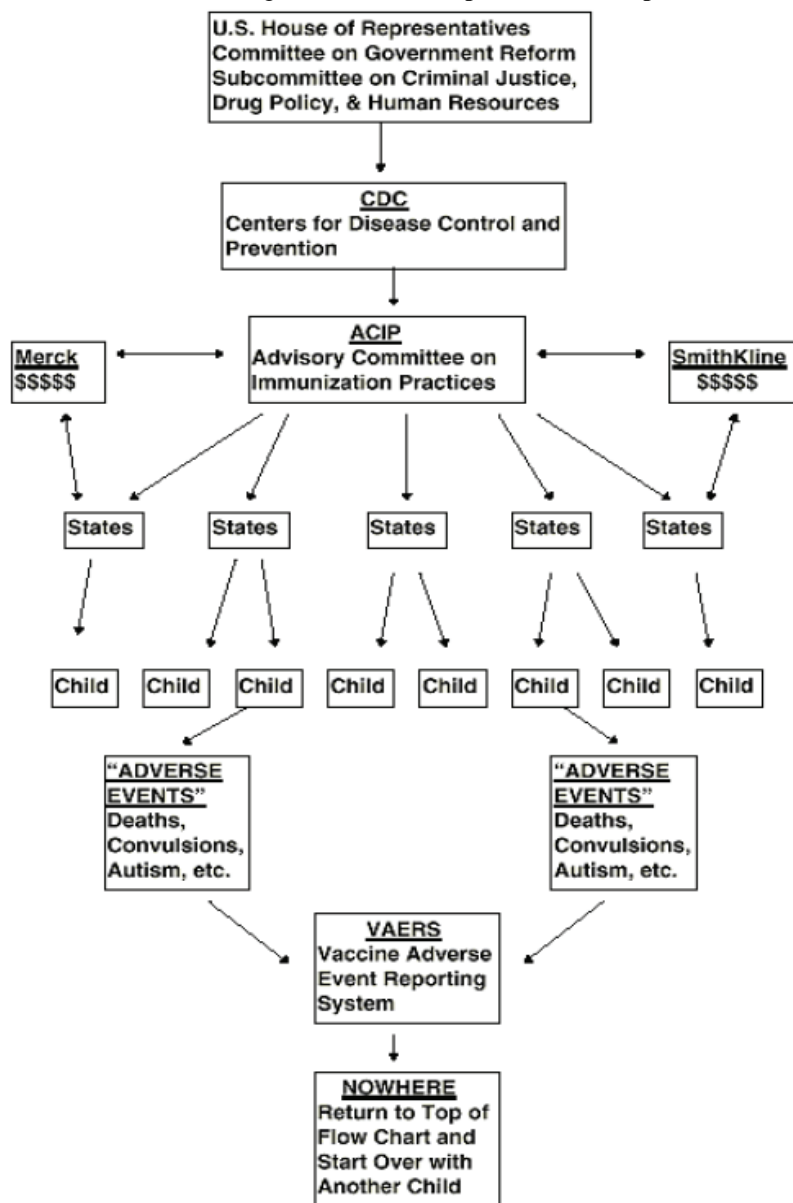 U.S. House of Representatives
Committee on Government Reform
Subcommittee on Criminal Justice,
Drug Policy, & Human Resources
CDC
Centers for Disease Control and
Prevention
ACIP
Advisory Committee on
Immunization Practices
Merck
$$$$$
SmithKline
$$$$$
States
States
States
States
States
Child
Child
Child
Child
Child
Child
Child
Child
“ADVERSE
EVENTS”
Deaths,
Convulsions,
Autism, etc.
“ADVERSE
EVENTS”
Deaths,
Convulsions,
Autism, etc.
VAERS
Vaccine Adverse
Event Reporting
System
NOWHERE
Return to Top of
Flow Chart and
Start Over with
Another Child